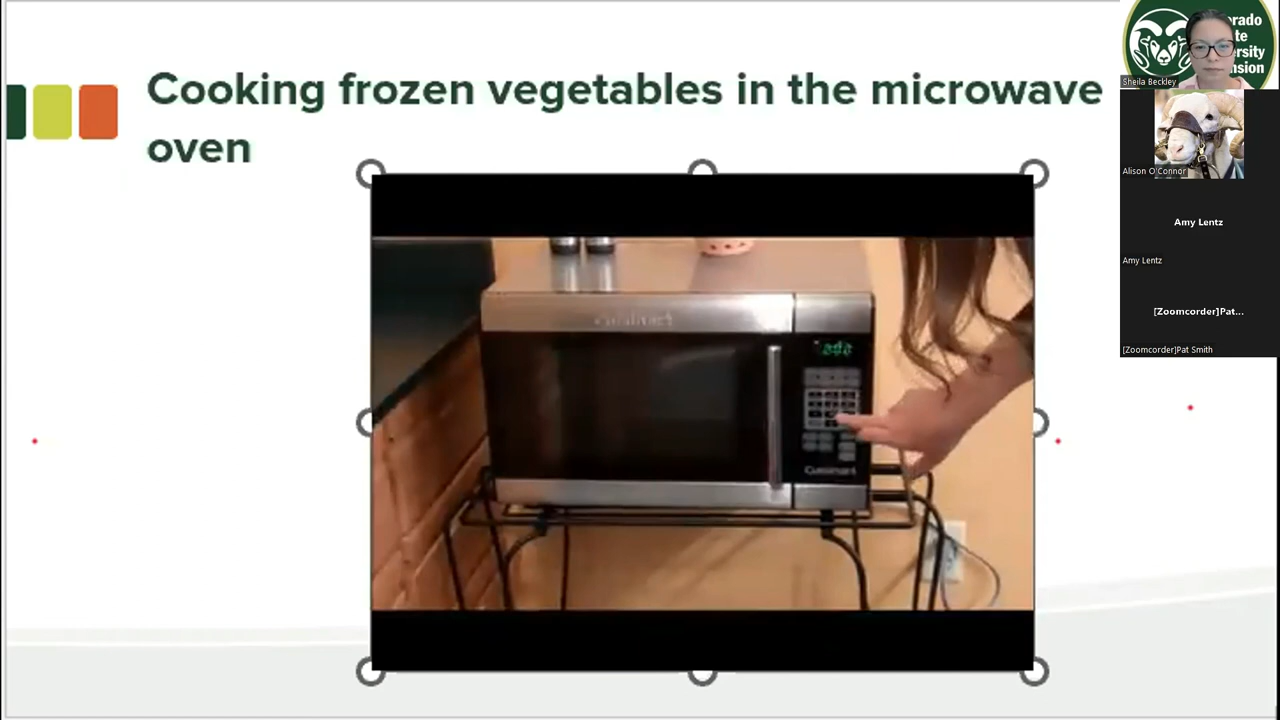 Cooking frozen vegetables in the microwave
oven
Cuisinart
Cuisinart
Sheila Beckley
Alison O'Connor
Amy Lentz
Amy Lentz
[Zoomcorder]Pat...
[Zoomcorder]Pat Smith